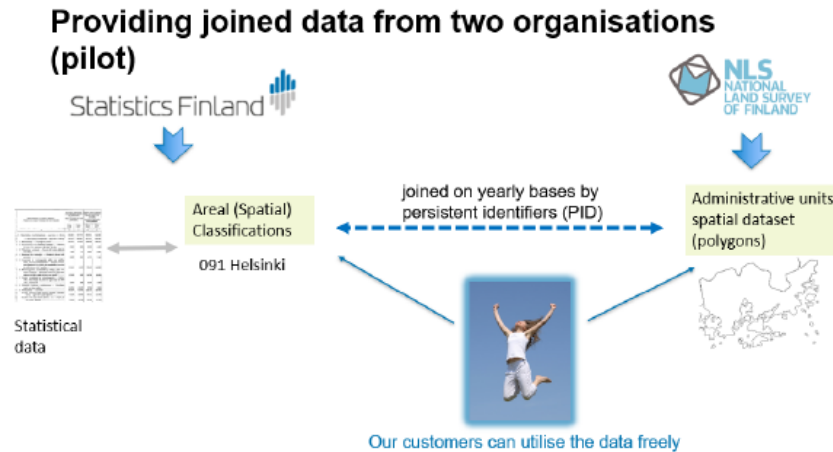 Providing joined data from two organisations
(pilot)
Statistics Finland
NLS
NATIONAL
LAND SURVEY
OF FINLAND
joined on yearly bases by
persistent identifiers (PID)
Areal (Spatial)
Classifications
091 Helsinki
Administrative units
spatial dataset
(polygons)
Statistical
data
Our customers can utilise the data freely